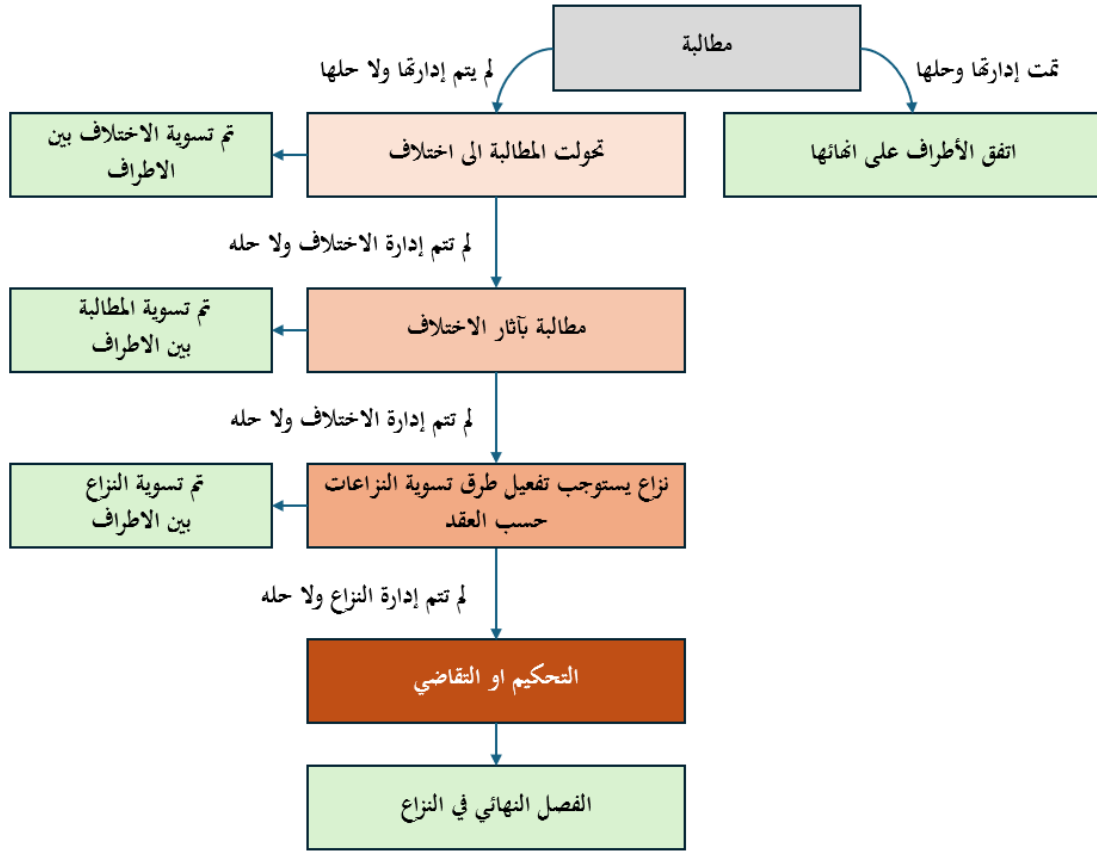 مطالبة
تمت إدارتها وحلها
لم يتم إدارتها ولا حلها
اتفق الأطراف على انهائها
تحولت المطالبة الى اختلاف
تم تسوية الاختلاف بين
الاطراف
لم تتم إدارة الاختلاف ولا حله
مطالبة بآثار الاختلاف
تم تسوية المطالبة
بين الاطراف
لم تتم إدارة الاختلاف ولا حله
نزاع يستوجب تفعيل طرق تسوية النزاعات
حسب العقد
تم تسوية النزاع
بين الاطراف
لم تتم إدارة النزاع ولا حله
التحكيم او التقاضي
الفصل النهائي في النزاع